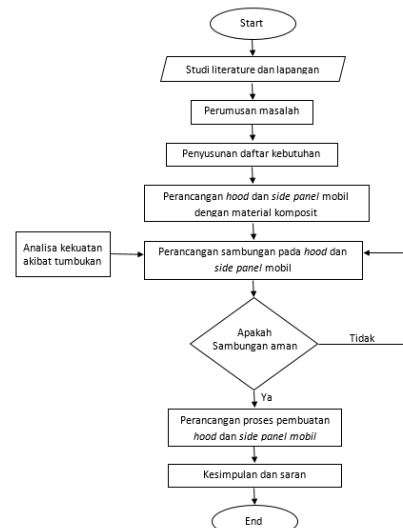 Start
Studi literature dan lapangan
Perumusan masalah
Penyusunan daftar kebutuhan
Perancangan hood dan side panel mobil
dengan material komposit
Analisa kekuatan
akibat tumbukan
Perancangan sambungan pada hood dan
side panel mobil
Apakah
Sambungan aman
Tidak
Ya
Perancangan proses pembuatan
hood dan side panel mobil
Kesimpulan dan saran
End